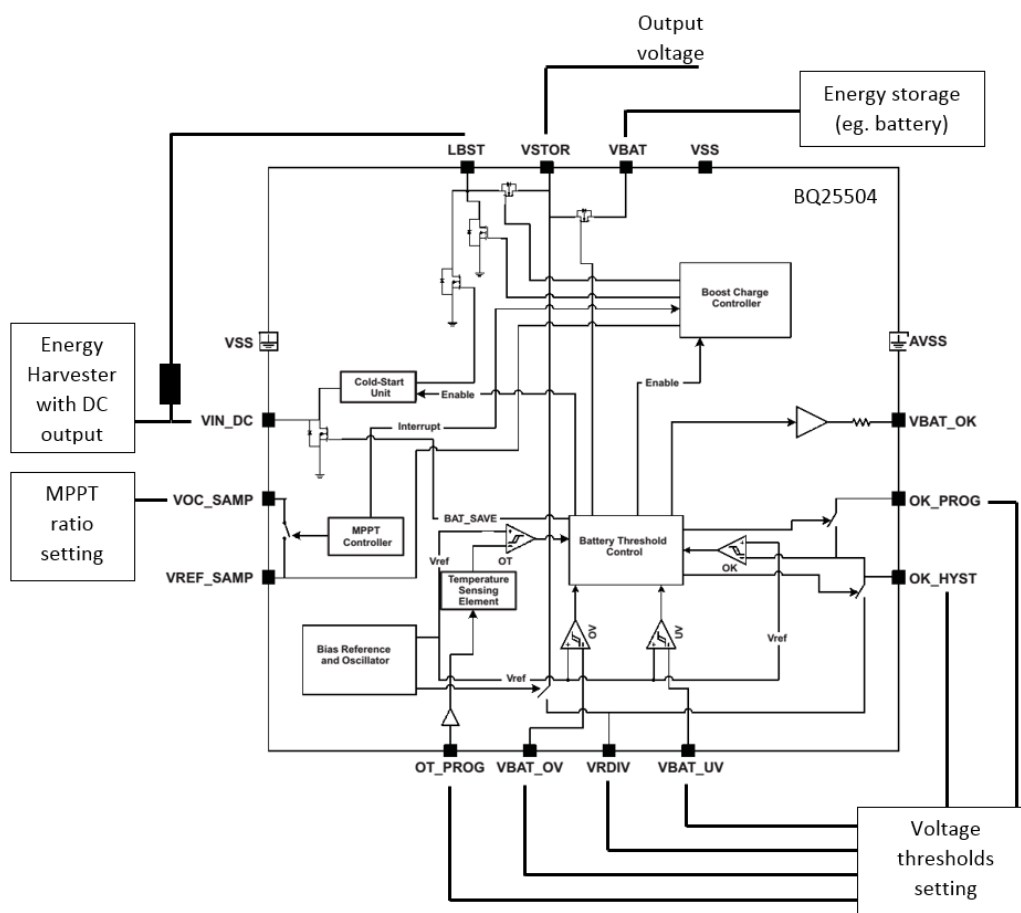 Output
voltage
Energy storage
(eg. battery)
LBST
VSTOR
VBAT
VSS
BQ25504
Boost Charge
Controller
Energy
Harvester
with DC
output
VSS
AVSS
Cold-Start
Unit
Enable
Enable
VIN_DC
Interrupt
VBAT_OK
MPPT
ratio
setting
VOC_SAMP
OK_PROG
BAT_SAVE
MPPT
Controller
Battery Threshold
Control
Vref
OT
OK
VREF_SAMP
Temperature
Sensing
Element
OK_HYST
OV
UV
Vref
Bias Reference
and Oscillator
Vref
OT_PROG
VBAT_OV
VRDIV
VBAT_UV
Voltage
thresholds
setting